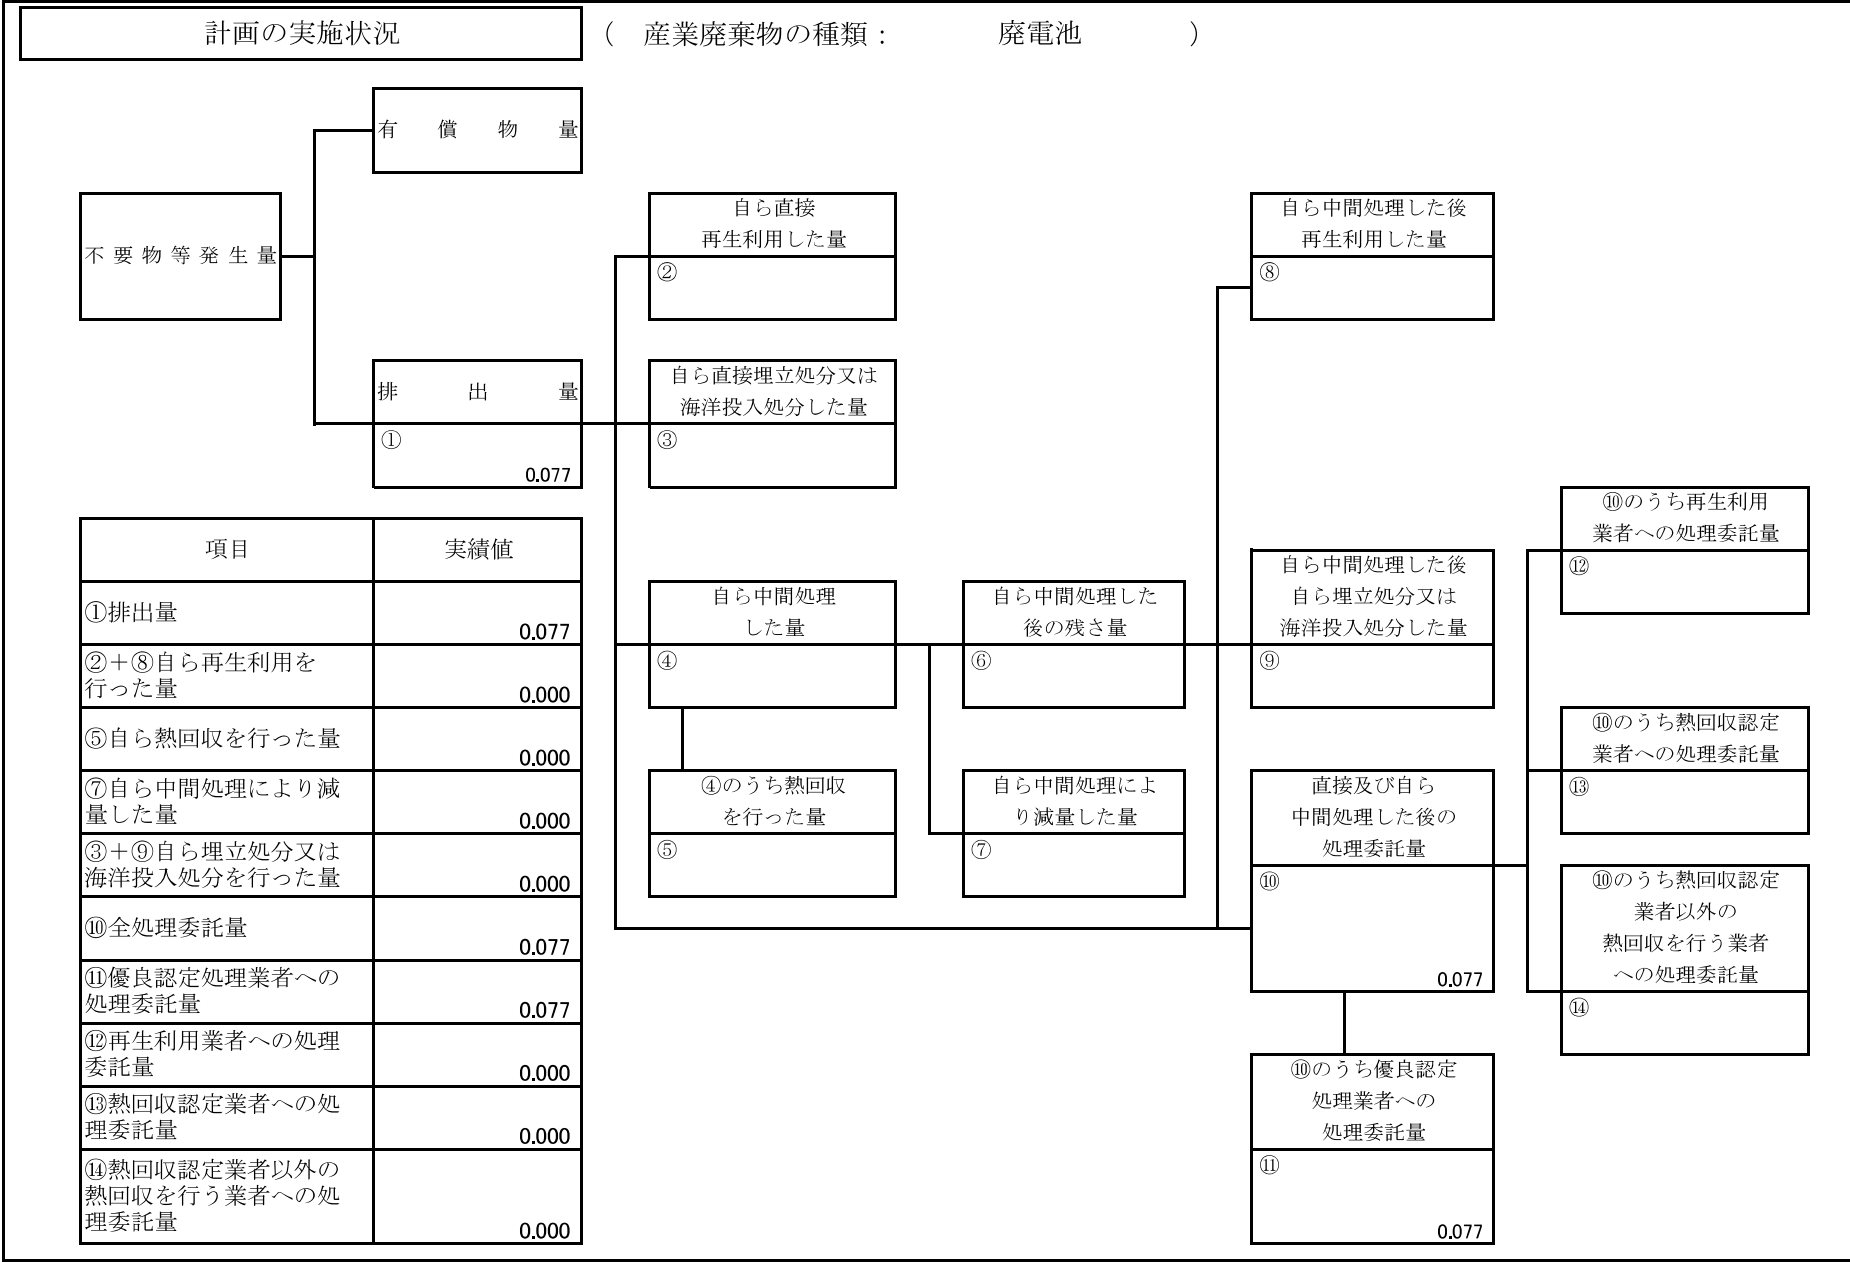 計画の実施状況
（　産業廃棄物の種類：　廃電池　）
有償物量
不要物等発生量
排出量
①
0.077
自ら直接
再生利用した量
②
自ら直接埋立処分又は
海洋投入処分した量
③
自ら中間処理
した量
④
④のうち熱回収
を行った量
⑤
自ら中間処理した
後の残さ量
⑥
自ら中間処理によ
り減量した量
⑦
自ら中間処理した後
再生利用した量
⑧
自ら中間処理した後
自ら埋立処分又は
海洋投入処分した量
⑨
直接及び自ら
中間処理した後の
処理委託量
⑩
0.077
⑩のうち優良認定
処理業者への
処理委託量
⑪
0.077
⑩のうち再生利用
業者への処理委託量
⑫
⑩のうち熱回収認定
業者への処理委託量
⑬
⑩のうち熱回収認定
業者以外の
熱回収を行う業者
への処理委託量
⑭
項目　実績値
①排出量
0.077
②＋⑧自ら再生利用を
行った量
0.000
⑤自ら熱回収を行った量
0.000
⑦自ら中間処理により減
量した量
0.000
③＋⑨自ら埋立処分又は
海洋投入処分を行った量
0.000
⑩全処理委託量
0.077
⑪優良認定処理業者への
処理委託量
0.077
⑫再生利用業者への処理
委託量
0.000
⑬熱回収認定業者への処
理委託量
0.000
⑭熱回収認定業者以外の
熱回収を行う業者への処
理委託量
0.000